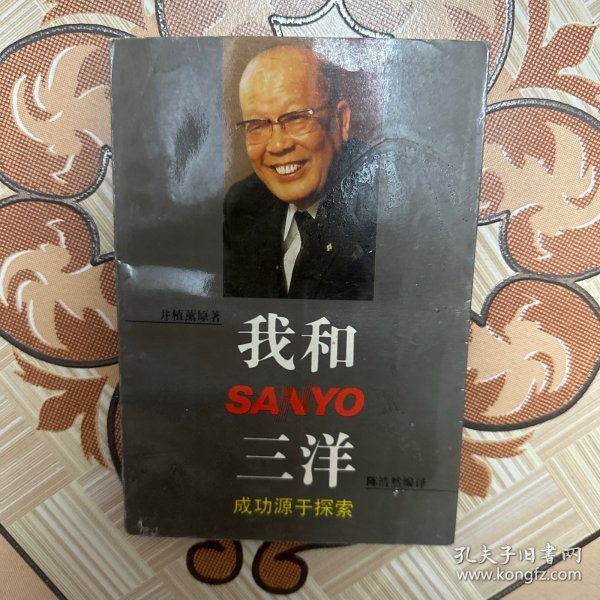 井植薰原著
我和
SANYO
三洋
陈浩然编译
成功源于探索
孔夫子旧書网
www.kongfz.com